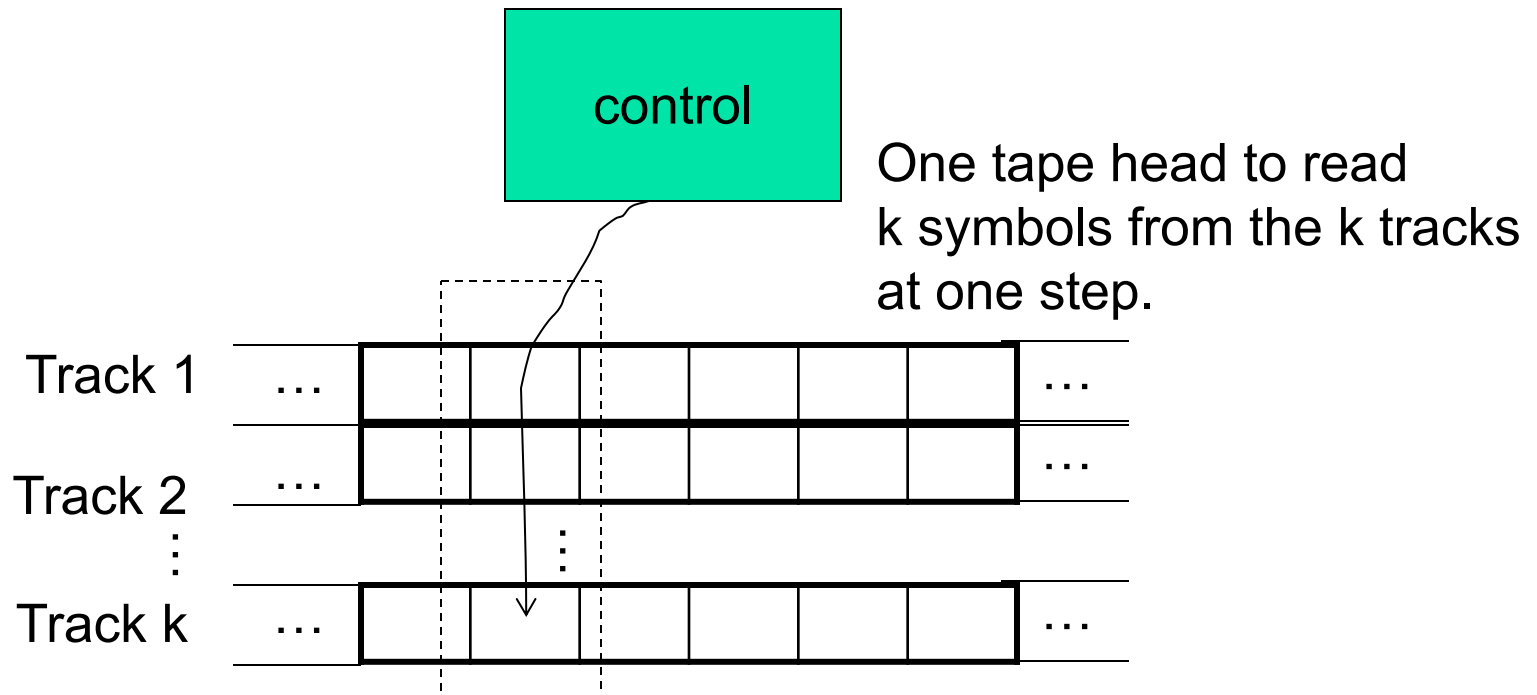 control
One tape head to read
k symbols from the k tracks
at one step.
Track 1 … …
Track 2 … …
⋮ ⋮
Track k … …